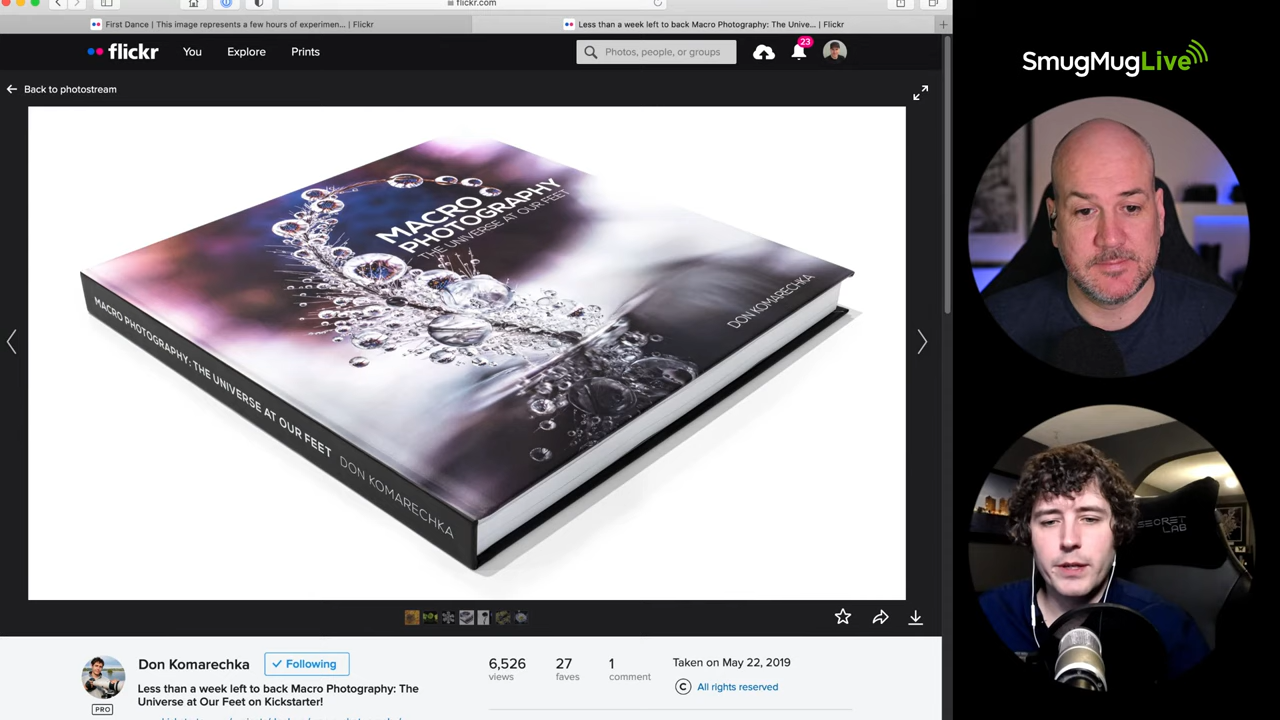 flickr.com
First Dance | This image represents a few hours of experimen... | Flickr
Less than a week left to back Macro Photography: The Unive... | Flickr
flickr
You
Explore
Prints
Photos, people, or groups
23
Back to photostream
MACRO
PHOTOGRAPHY
THE UNIVERSE AT OUR FEET
DON KOMARECHKA
MACRO PHOTOGRAPHY: THE UNIVERSE AT OUR FEET DON KOMARECHKA
Don Komarechka
Following
PRO
Less than a week left to back Macro Photography: The
Universe at Our Feet on Kickstarter!
6,526
views
27
faves
1
comment
Taken on May 22, 2019
All rights reserved
SmugMugLive
SECRET
LAB